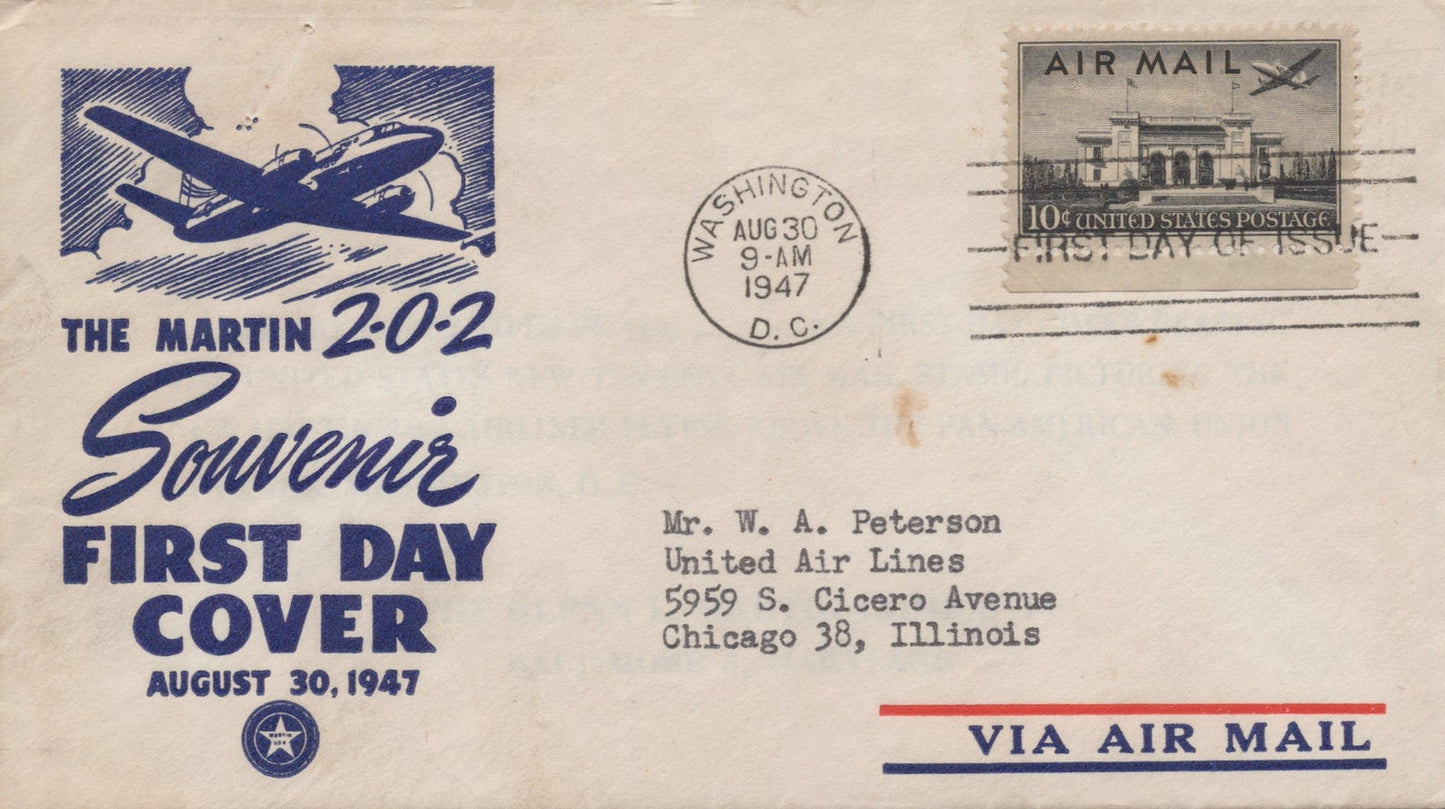 THE MARTIN 2-0-2
Souvenir
FIRST DAY
COVER
AUGUST 30, 1947
MARTIN
USA
WASHINGTON
AUG 30
9-AM
1947
D. C.
AIR MAIL
10¢ UNITED STATES POSTAGE
FIRST DAY OF ISSUE
Mr. W. A. Peterson
United Air Lines
5959 S. Cicero Avenue
Chicago 38, Illinois
VIA AIR MAIL